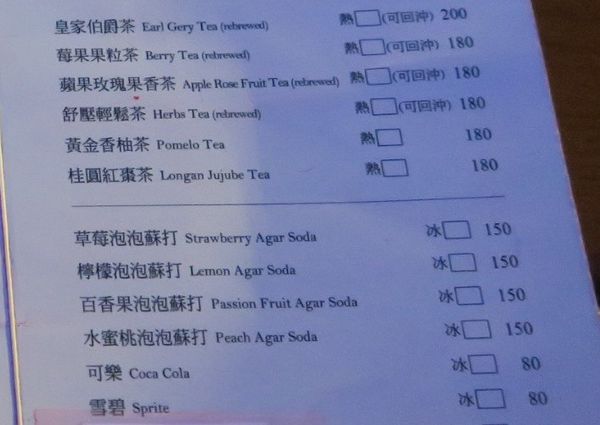 皇家伯爵茶 Earl Gery Tea (rebrewed) 熱□(可回沖) 200
莓果果粒茶 Berry Tea (rebrewed) 熱□(可回沖) 180
蘋果玫瑰果香茶 Apple Rose Fruit Tea (rebrewed) 熱□(可回沖) 180
舒壓輕鬆茶 Herbs Tea (rebrewed) 熱□(可回沖) 180
黃金香柚茶 Pomelo Tea 熱□ 180
桂圓紅棗茶 Longan Jujube Tea 熱□ 180
草莓泡泡蘇打 Strawberry Agar Soda 冰□ 150
檸檬泡泡蘇打 Lemon Agar Soda 冰□ 150
百香果泡泡蘇打 Passion Fruit Agar Soda 冰□ 150
水蜜桃泡泡蘇打 Peach Agar Soda 冰□ 150
可樂 Coca Cola 冰□ 80
雪碧 Sprite 冰□ 80